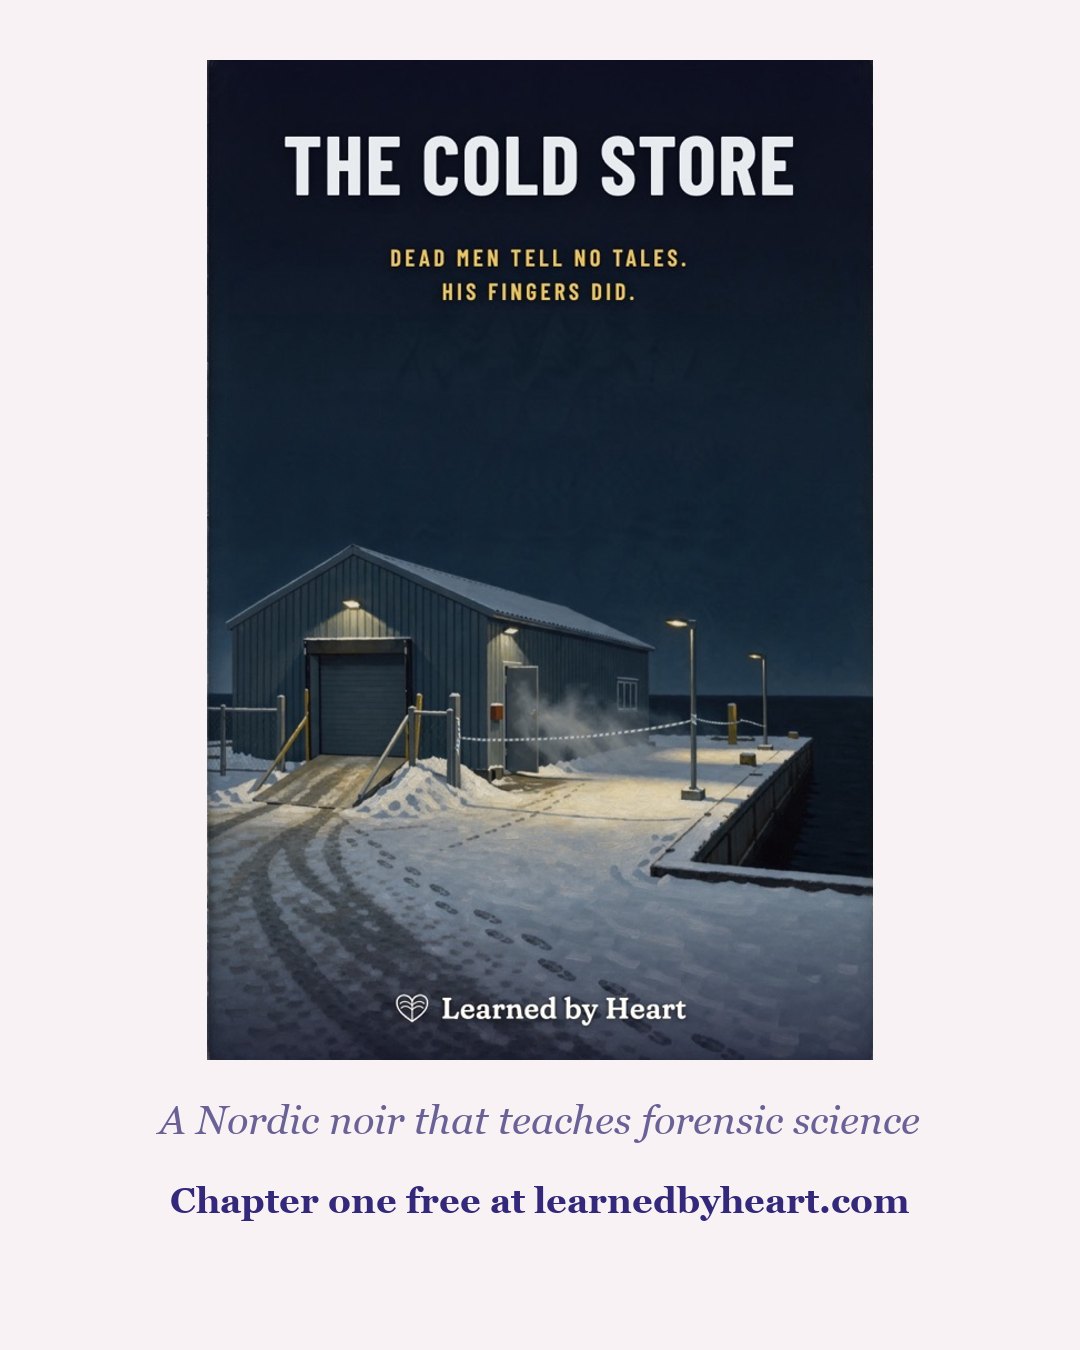 THE COLD STORE
DEAD MEN TELL NO TALES.
HIS FINGERS DID.
Learned by Heart
A Nordic noir that teaches forensic science
Chapter one free at learnedbyheart.com